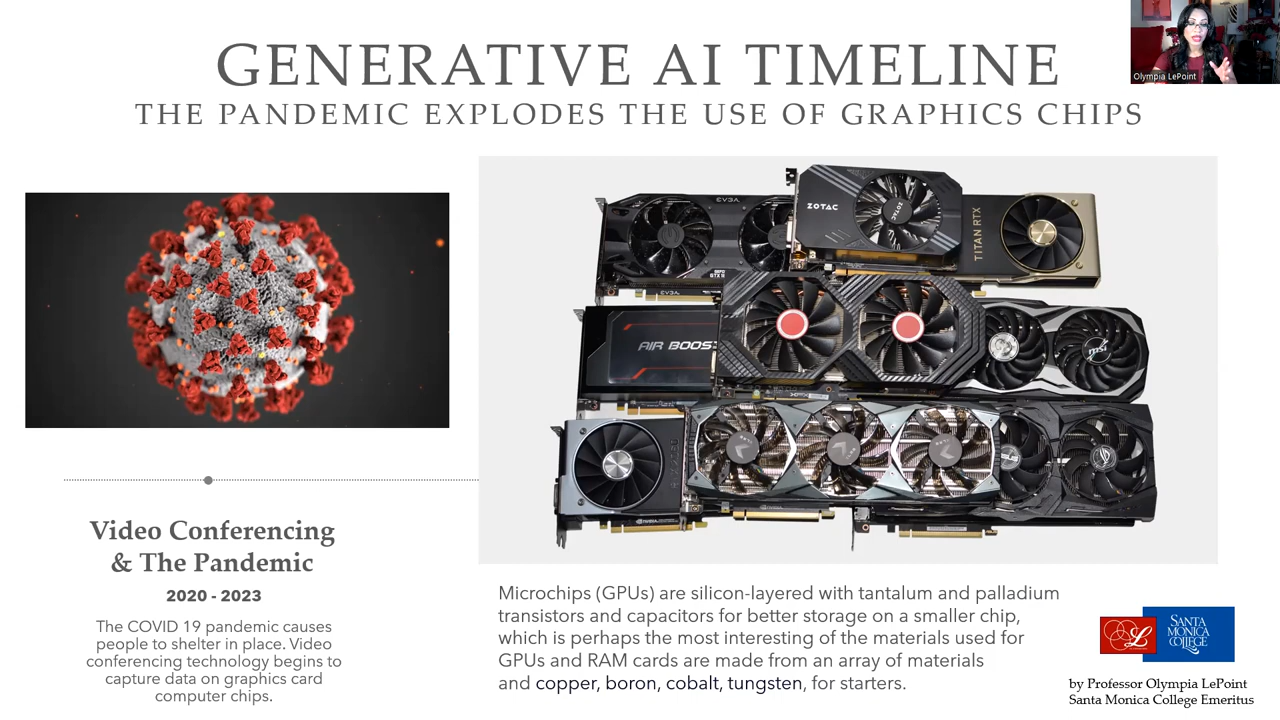 GENERATIVE AI TIMELINE
THE PANDEMIC EXPLODES THE USE OF GRAPHICS CHIPS
Olympia LePoint
EVGA
ZOTAC
ZOTAC
TITAN RTX
EVGA
AIR BOOST
msi
NVIDIA
Video Conferencing
& The Pandemic
2020 - 2023
The COVID 19 pandemic causes
people to shelter in place. Video
conferencing technology begins to
capture data on graphics card
computer chips.
Microchips (GPUs) are silicon-layered with tantalum and palladium
transistors and capacitors for better storage on a smaller chip,
which is perhaps the most interesting of the materials used for
GPUs and RAM cards are made from an array of materials
and copper, boron, cobalt, tungsten, for starters.
L
SANTA
MONICA
COLLEGE
by Professor Olympia LePoint
Santa Monica College Emeritus